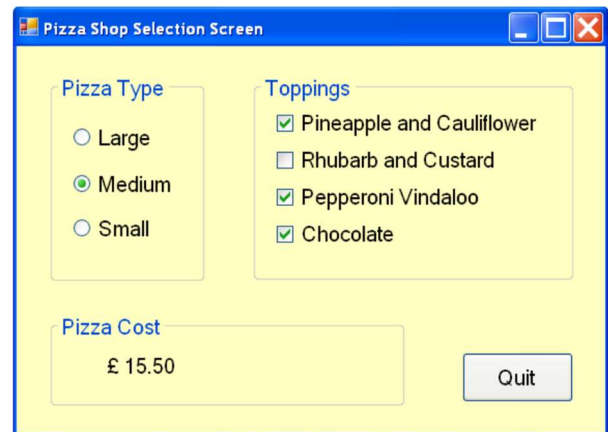 Pizza Shop Selection Screen
Pizza Type
Large
Medium
Small
Toppings
Pineapple and Cauliflower
Rhubarb and Custard
Pepperoni Vindaloo
Chocolate
Pizza Cost
£ 15.50
Quit